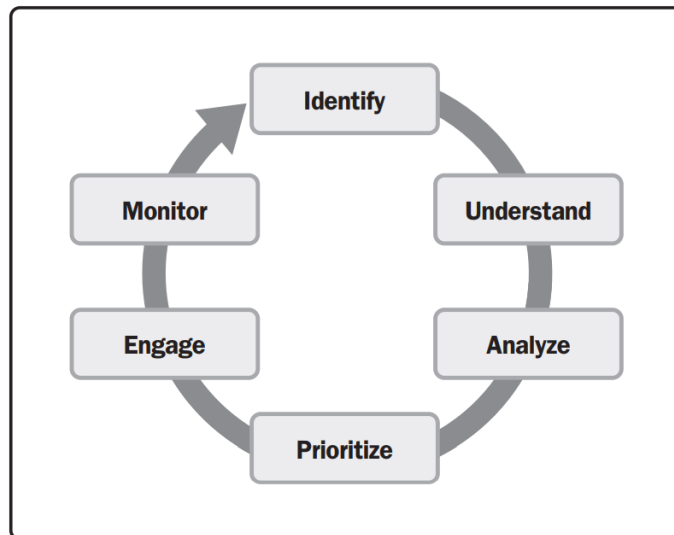 Identify
Understand
Analyze
Prioritize
Engage
Monitor